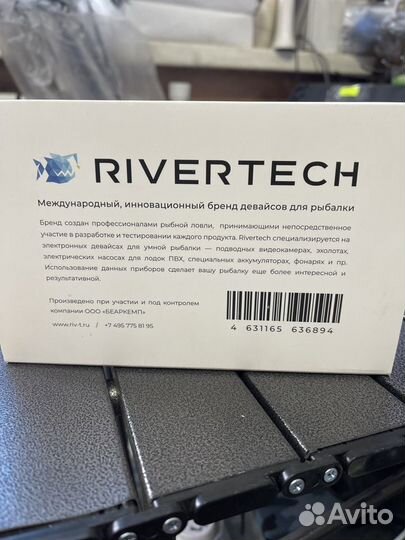 RIVERTECH
Международный, инновационный бренд девайсов для рыбалки
Бренд создан профессионалами рыбной ловли, принимающими непосредственное
участие в разработке и тестировании каждого продукта. Rivertech специализируется на
электронных девайсах для умной рыбалки — подводных видеокамерах, эхолотах,
электрических насосах для лодок ПВХ, специальных аккумуляторах, фонарях и пр.
Использование данных приборов сделает вашу рыбалку еще более интересной и
результативной.
Произведено при участии и под контролем
компании ООО «БЕАРКЕМП»
www.riv-t.ru / +7 495 775 81 95
4 631165 636894
Avito